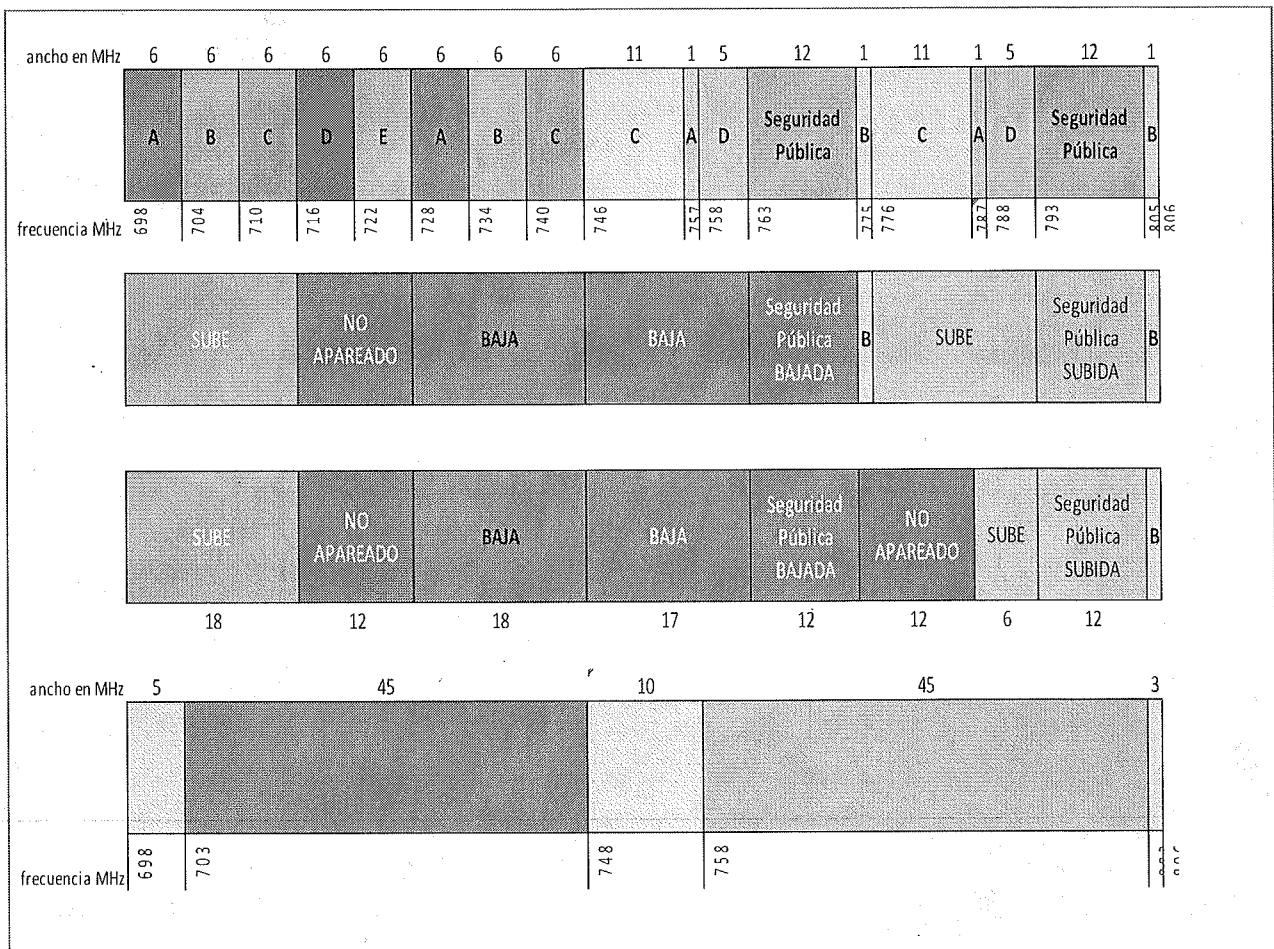 ancho en MHz 6 6 6 6 6 6 6 6 11 1 5 12 1 11 1 5 12 1
A B C D E A B C C A D Seguridad Pública B C A D Seguridad Pública B
frecuencia MHz 698 704 710 716 722 728 734 740 746 757 758 763 775 776 787 788 793 805 806
SUBE NO APAREADO BAJA BAJA Seguridad Pública BAJADA B SUBE Seguridad Pública SUBIDA B
SUBE NO APAREADO BAJA BAJA Seguridad Pública BAJADA NO APAREADO SUBE Seguridad Pública SUBIDA B
18 12 18 17 12 12 6 12
ancho en MHz 5 45 10 45 3
frecuencia MHz 698 703 748 758